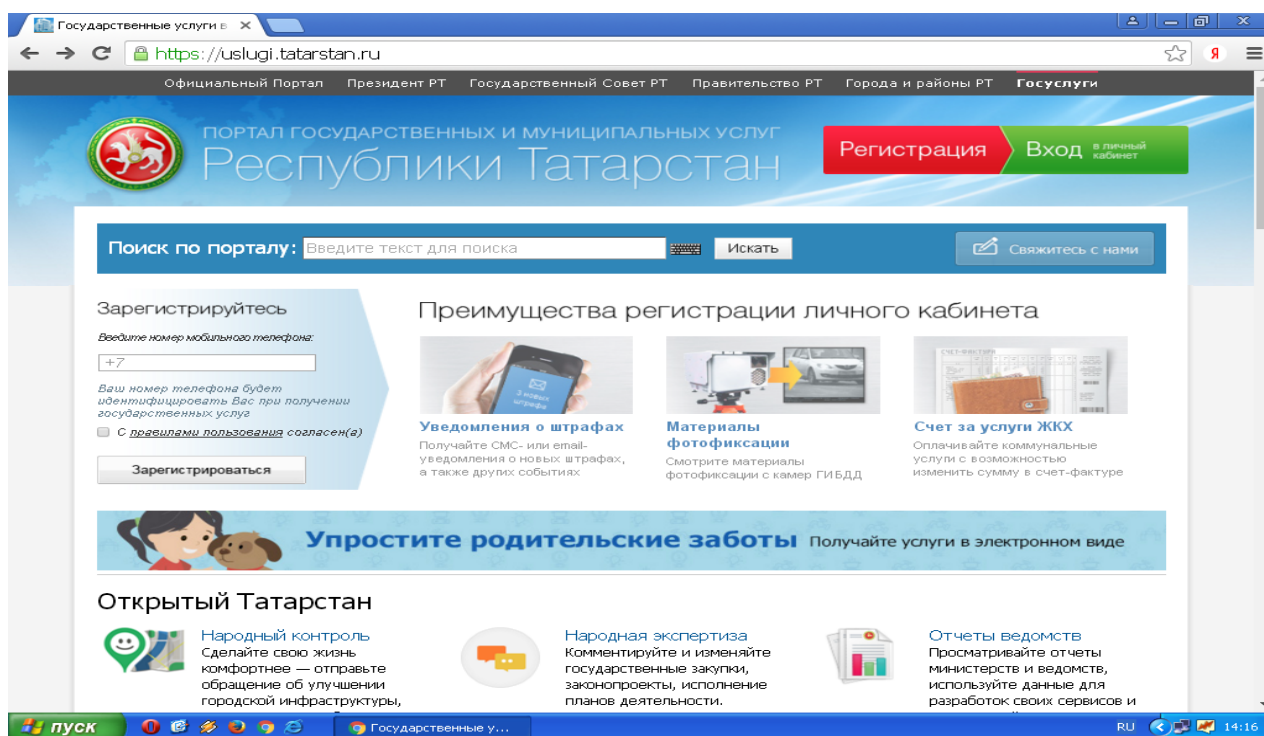 Государственные услуги в
https://uslugi.tatarstan.ru
Я
Официальный Портал Президент РТ Государственный Совет РТ Правительство РТ Города и районы РТ Госуслуги
ПОРТАЛ ГОСУДАРСТВЕННЫХ И МУНИЦИПАЛЬНЫХ УСЛУГ
Республики Татарстан
Регистрация
Вход в личный кабинет
Поиск по порталу: Введите текст для поиска Искать
Свяжитесь с нами
Зарегистрируйтесь
Введите номер мобильного телефона:
+7
Ваш номер телефона будет
идентифицировать Вас при получении
государственных услуг
С правилами пользования согласен(а)
Зарегистрироваться
Преимущества регистрации личного кабинета
3 новых
штрафа
Уведомления о штрафах
Получайте СМС- или email-
уведомления о новых штрафах,
а также других событиях
Материалы
фотофиксации
Смотрите материалы
фотофиксации с камер ГИБДД
СЧЕТ-ФАКТУРА
Счет за услуги ЖКХ
Оплачивайте коммунальные
услуги с возможностью
изменить сумму в счет-фактуре
Упростите родительские заботы Получайте услуги в электронном виде
Открытый Татарстан
Народный контроль
Сделайте свою жизнь
комфортнее — отправьте
обращение об улучшении
городской инфраструктуры,
Народная экспертиза
Комментируйте и изменяйте
государственные закупки,
законопроекты, исполнение
планов деятельности.
Отчеты ведомств
Просматривайте отчеты
министерств и ведомств,
используйте данные для
разработок своих сервисов и
пуск
Государственные у...
RU
14:16